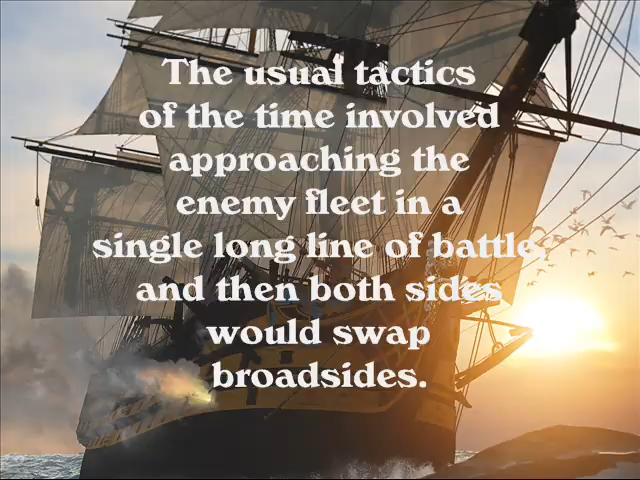 The usual tactics
of the time involved
approaching the
enemy fleet in a
single long line of battle,
and then both sides
would swap
broadsides.